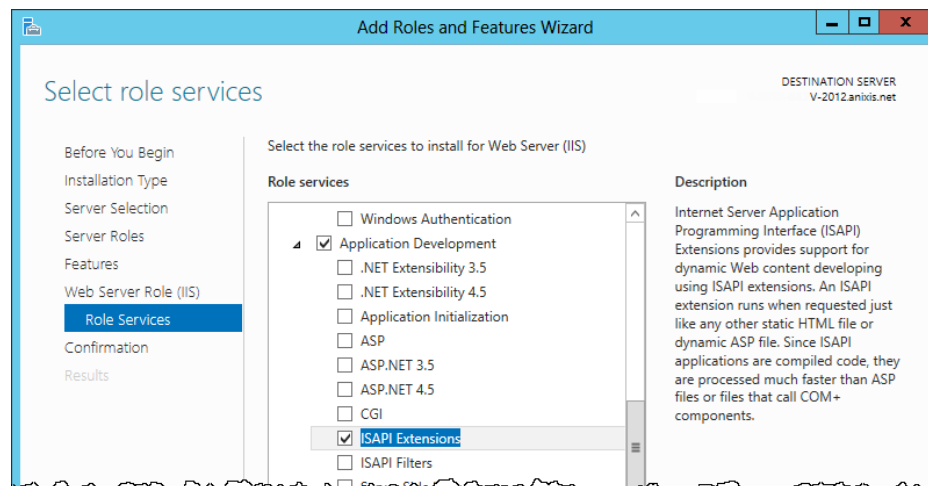 Add Roles and Features Wizard
Select role services
DESTINATION SERVER
V-2012.anixis.net
Before You Begin
Installation Type
Server Selection
Server Roles
Features
Web Server Role (IIS)
Role Services
Confirmation
Results
Select the role services to install for Web Server (IIS)
Role services
Windows Authentication
Application Development
.NET Extensibility 3.5
.NET Extensibility 4.5
Application Initialization
ASP
ASP.NET 3.5
ASP.NET 4.5
CGI
ISAPI Extensions
ISAPI Filters
Description
Internet Server Application
Programming Interface (ISAPI)
Extensions provides support for
dynamic Web content developing
using ISAPI extensions. An ISAPI
extension runs when requested just
like any other static HTML file or
dynamic ASP file. Since ISAPI
applications are compiled code, they
are processed much faster than ASP
files or files that call COM+
components.